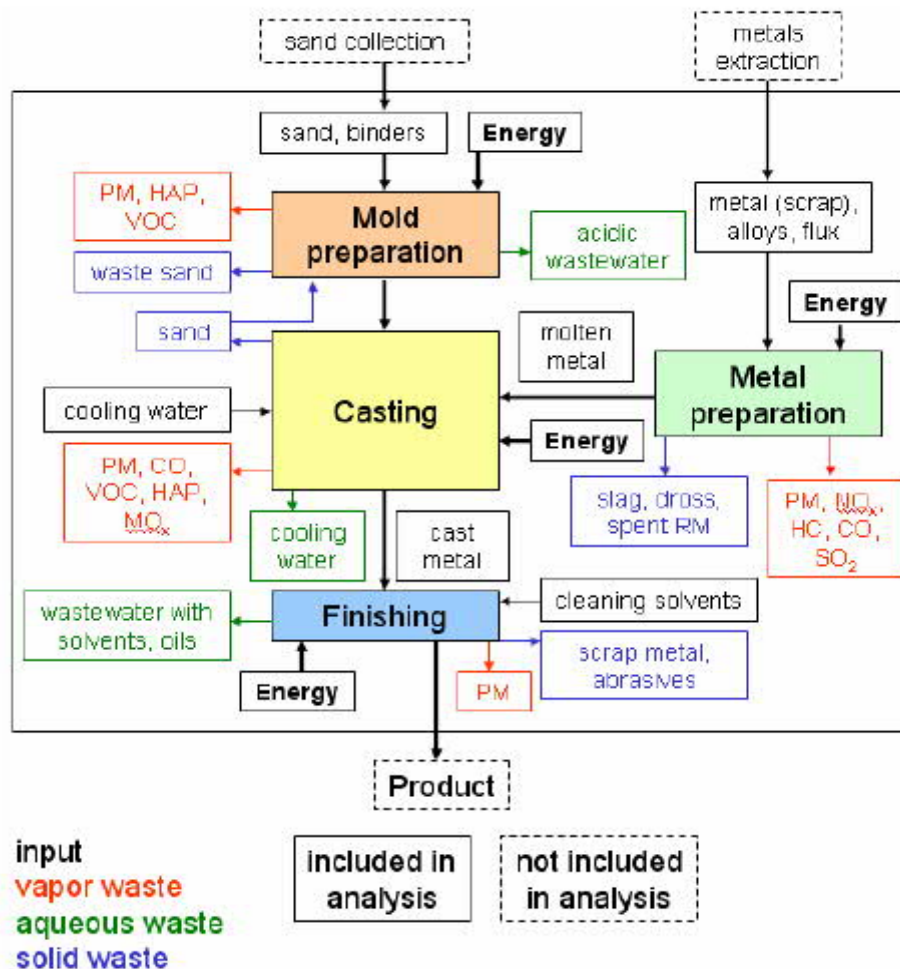 sand collection
metals
extraction
sand, binders
Energy
PM, HAP,
VOC
Mold
preparation
metal (scrap),
alloys, flux
waste sand
acidic
wastewater
Energy
sand
molten
metal
Metal
preparation
cooling water
Casting
Energy
PM, CO,
VOC, HAP,
MOₓ
slag, dross,
spent RM
PM, NOₓ,
HC, CO,
SO₂
cooling
water
cast
metal
wastewater with
solvents, oils
Finishing
cleaning solvents
Energy
PM
scrap metal,
abrasives
Product
input
vapor waste
aqueous waste
solid waste
included in
analysis
not included
in analysis